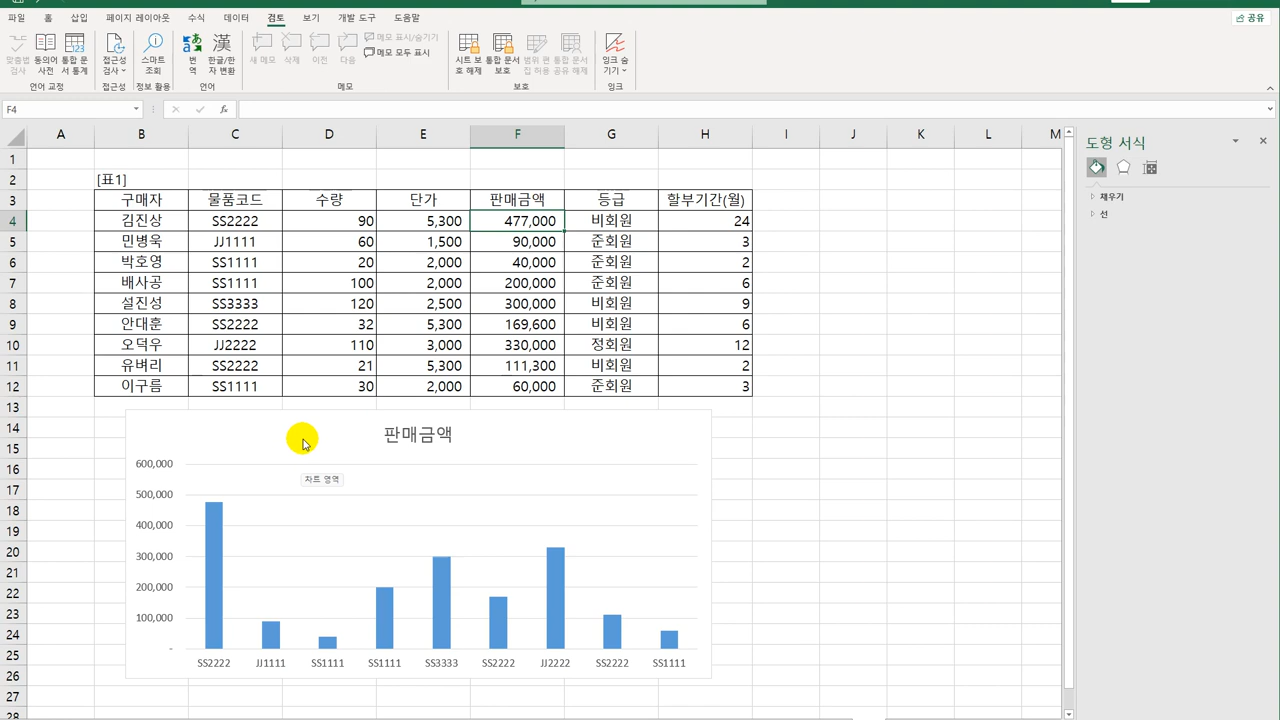 파일 홈 삽입 페이지 레이아웃 수식 데이터 검토 보기 개발 도구 도움말 공유
맞춤법 검사 동의어 사전 통합 문서 통계 접근성 검사 스마트 조회 번역 한글/한자 변환 새 메모 삭제 이전 다음 메모 표시/숨기기 시트 보호 해제 통합 문서 보호 범위 편집 허용 통합 문서 공유 해제 잉크 숨기기
메모 모두 표시
언어 교정 접근성 정보 활용 언어 메모 보호 잉크
F4 fx
A B C D E F G H I J K L M
도형 서식
채우기
선
1
2 [표1]
3 구매자 물품코드 수량 단가 판매금액 등급 할부기간(월)
4 김진상 SS2222 90 5,300 477,000 비회원 24
5 민병욱 JJ1111 60 1,500 90,000 준회원 3
6 박호영 SS1111 20 2,000 40,000 준회원 2
7 배사공 SS1111 100 2,000 200,000 준회원 6
8 설진성 SS3333 120 2,500 300,000 비회원 9
9 안대훈 SS2222 32 5,300 169,600 비회원 6
10 오덕우 JJ2222 110 3,000 330,000 정회원 12
11 유벼리 SS2222 21 5,300 111,300 비회원 2
12 이구름 SS1111 30 2,000 60,000 준회원 3
13
14
15
16
17
18
19
20
21
22
23
24
25
26
27
28
판매금액
차트 영역
600,000
500,000
400,000
300,000
200,000
100,000
-
SS2222 JJ1111 SS1111 SS1111 SS3333 SS2222 JJ2222 SS2222 SS1111